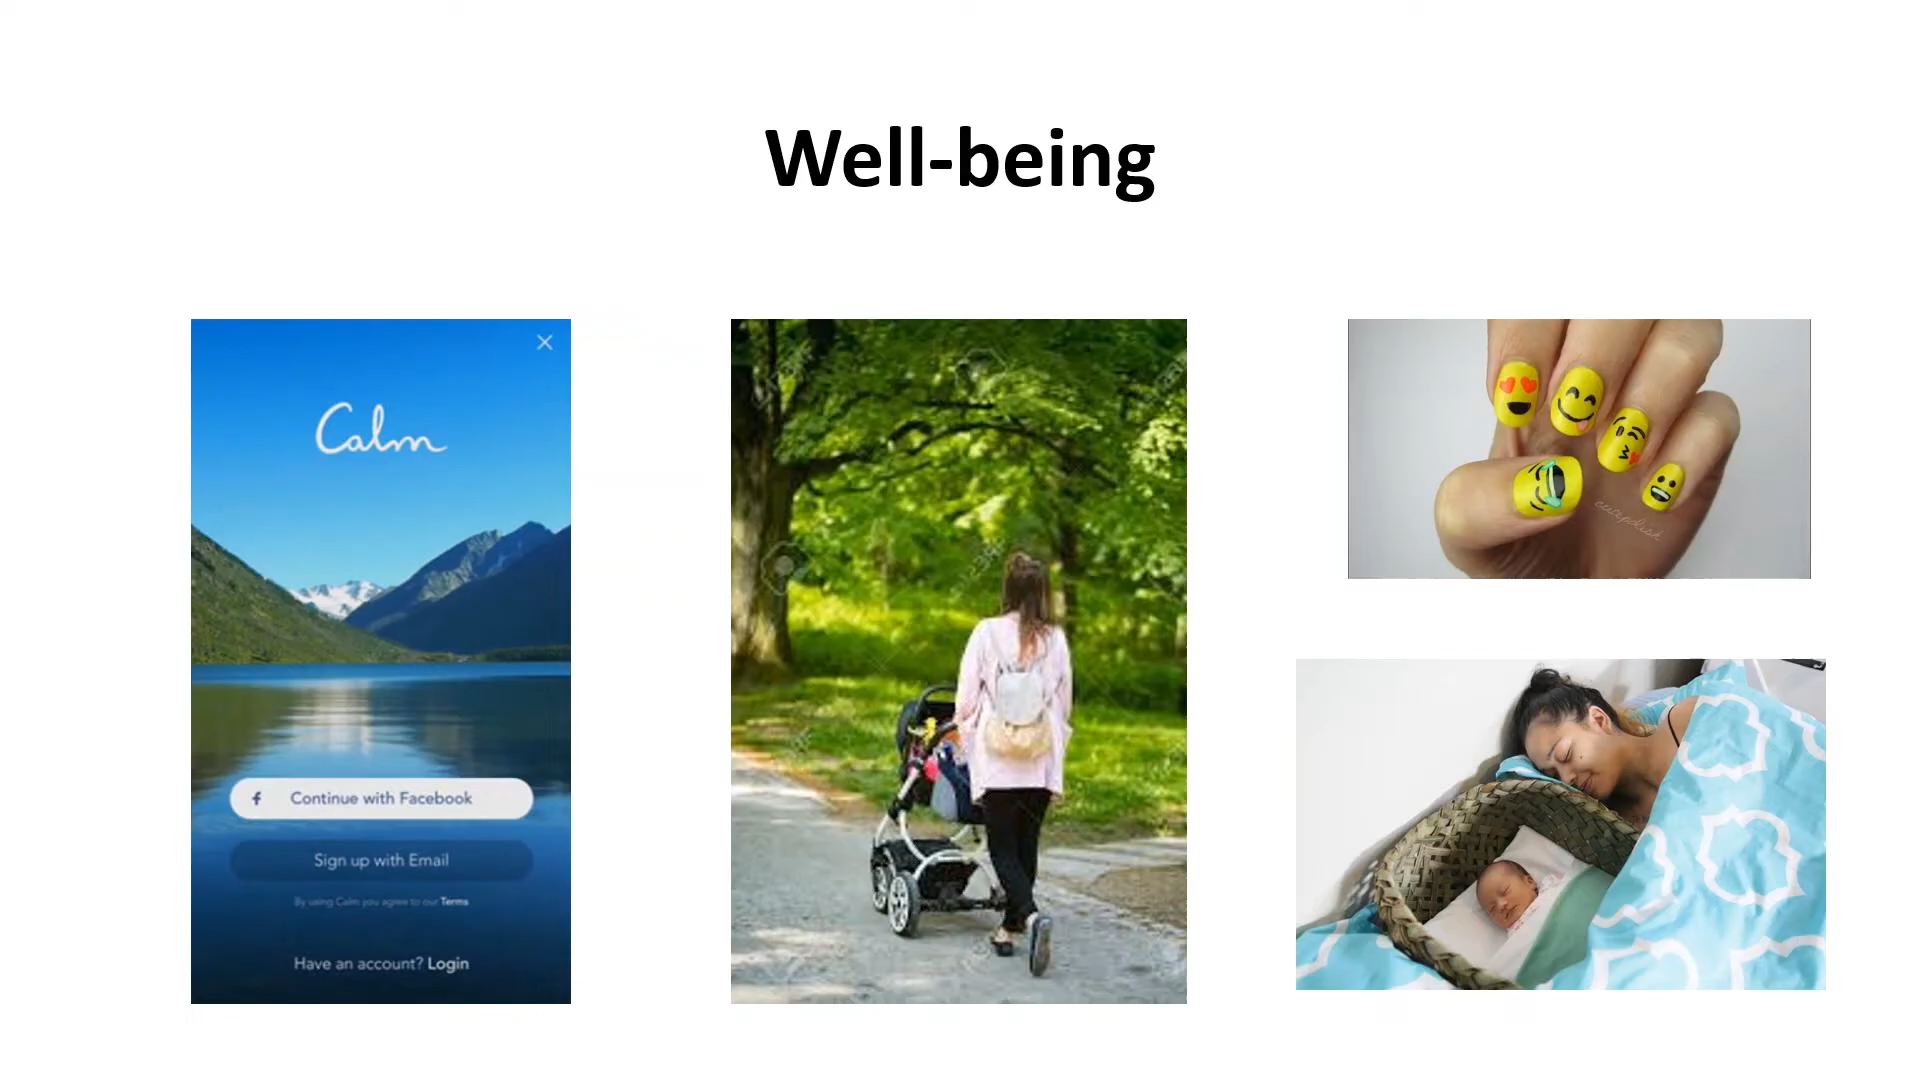 Well-being
Calm
Continue with Facebook
Sign up with Email
By using Calm you agree to our Terms
Have an account? Login
cutepolish